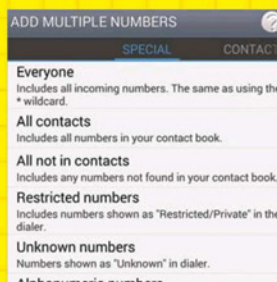 ADD MULTIPLE NUMBERS
SPECIAL CONTACT
Everyone
Includes all incoming numbers. The same as using the
* wildcard.
All contacts
Includes all numbers in your contact book.
All not in contacts
Includes any numbers not found in your contact book.
Restricted numbers
Includes numbers shown as "Restricted/Private" in the
dialer.
Unknown numbers
Numbers shown as "Unknown" in dialer.
Alphanumeric numbers